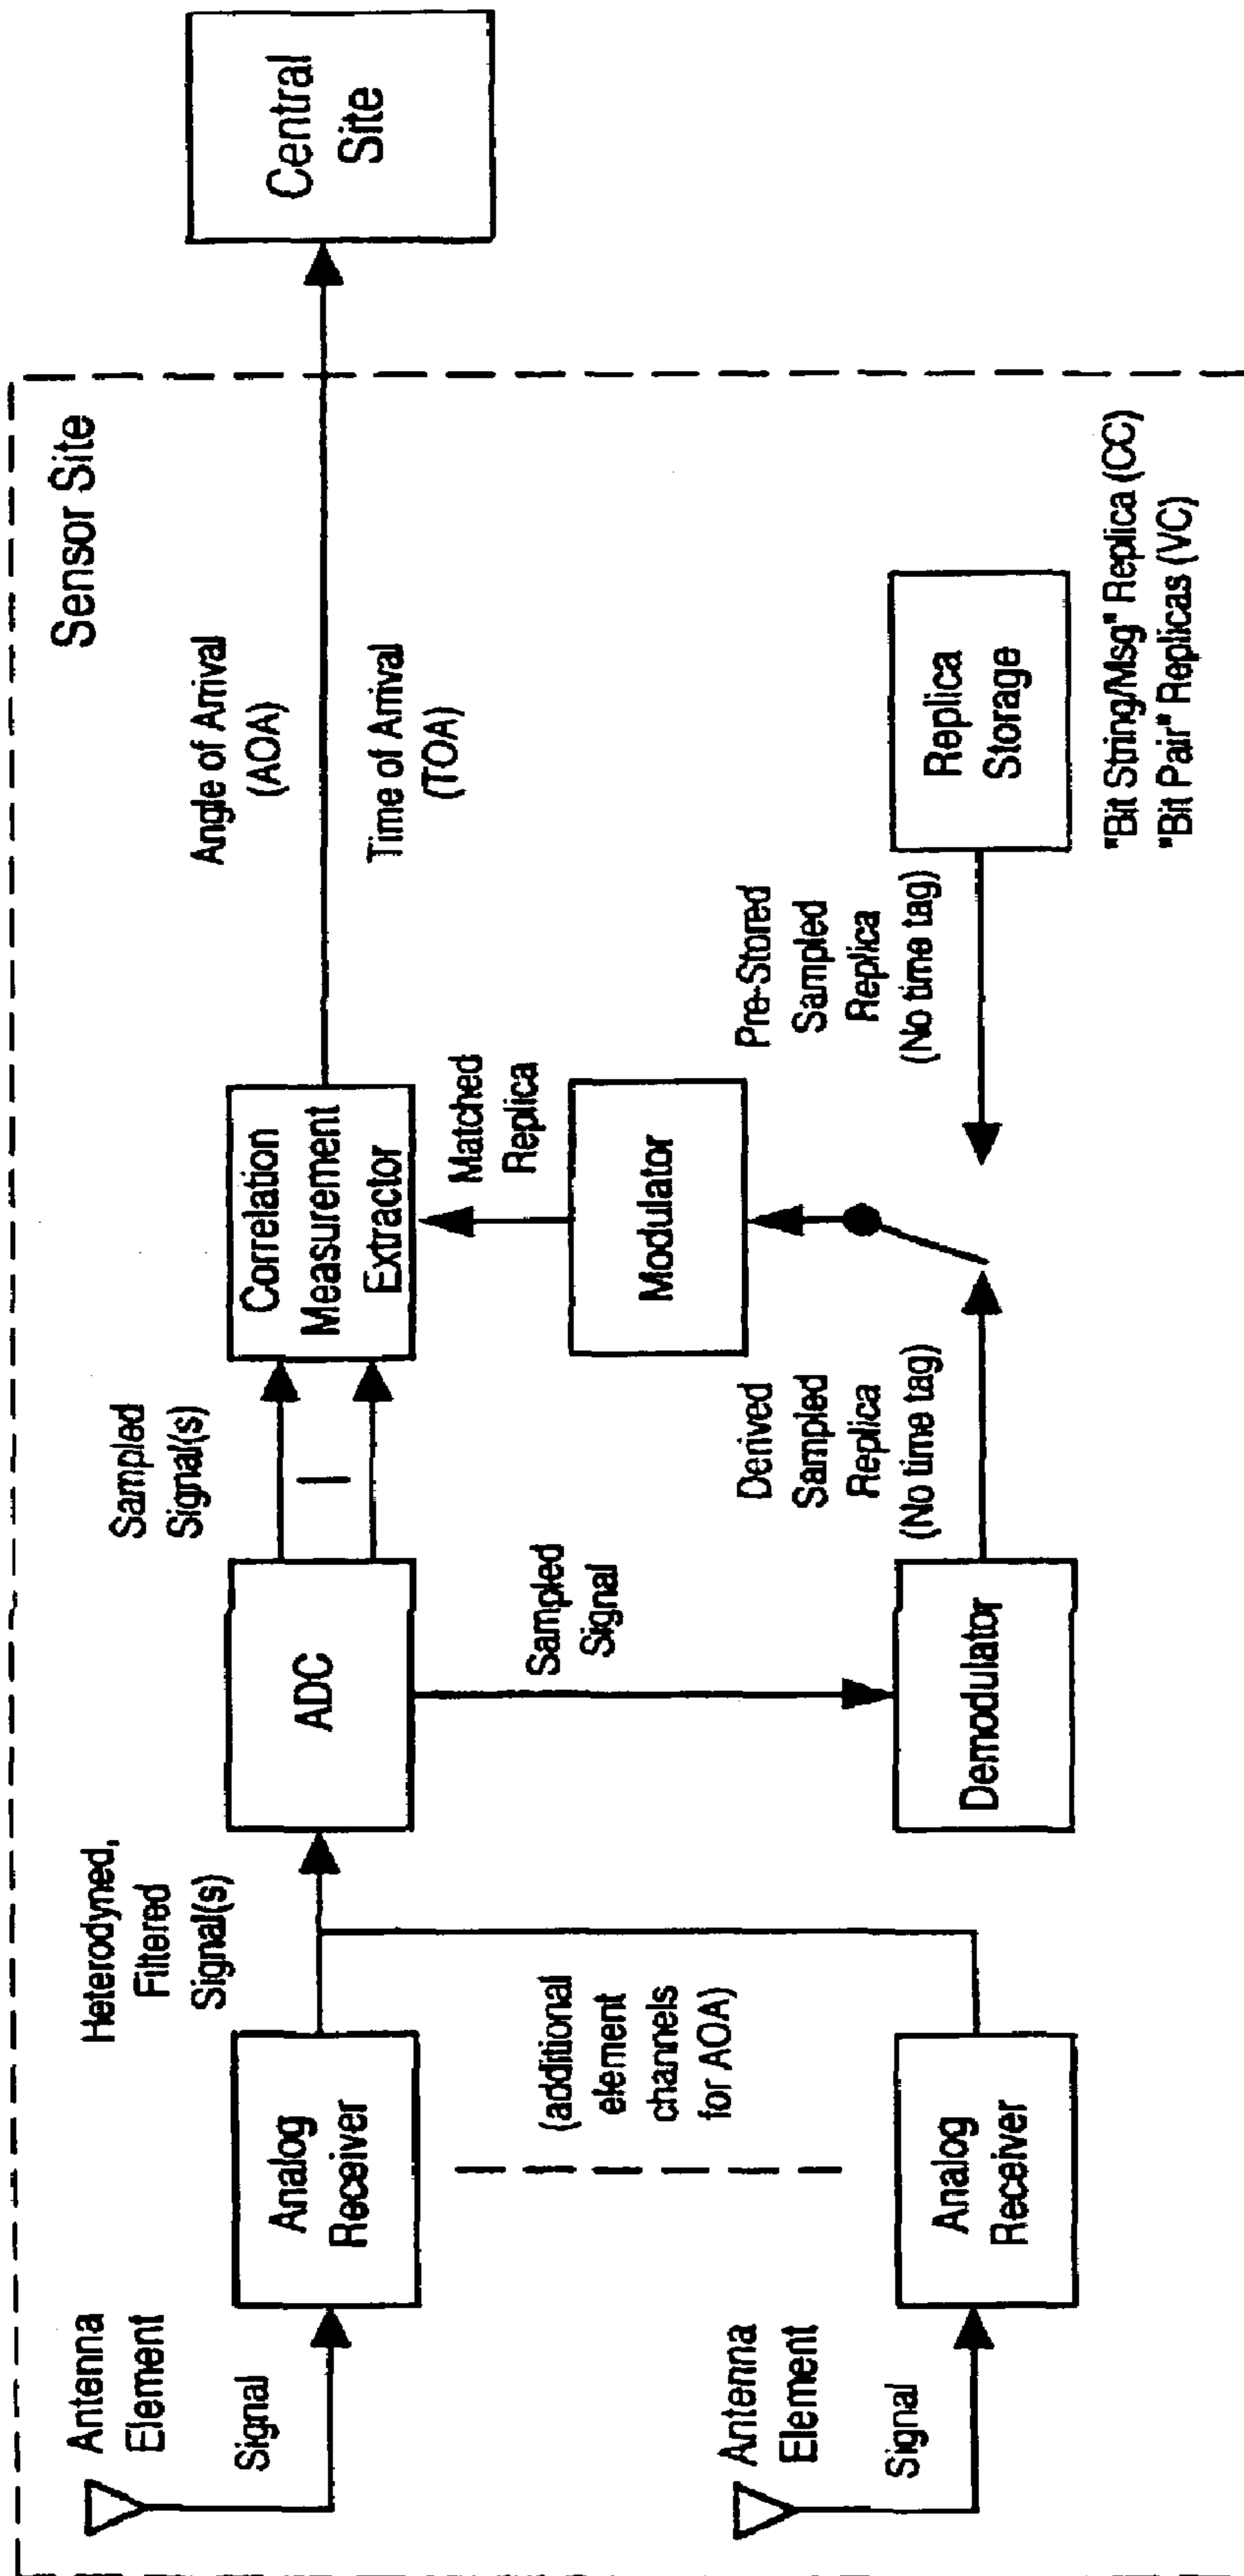 Sensor Site
Antenna
Element
Signal
Analog
Receiver
Heterodyned,
Filtered
Signal(s)
(additional
element
channels
for AOA)
Antenna
Element
Signal
Analog
Receiver
ADC
Sampled
Signal(s)
Sampled
Signal
Demodulator
Derived
Sampled
Replica
(No time tag)
Correlation
Measurement
Extractor
Matched
Replica
Modulator
Pre-Stored
Sampled
Replica
(No time tag)
Replica
Storage
"Bit String/Msg" Replica (CC)
"Bit Pair" Replicas (VC)
Angle of Arrival
(AOA)
Time of Arrival
(TOA)
Central
Site